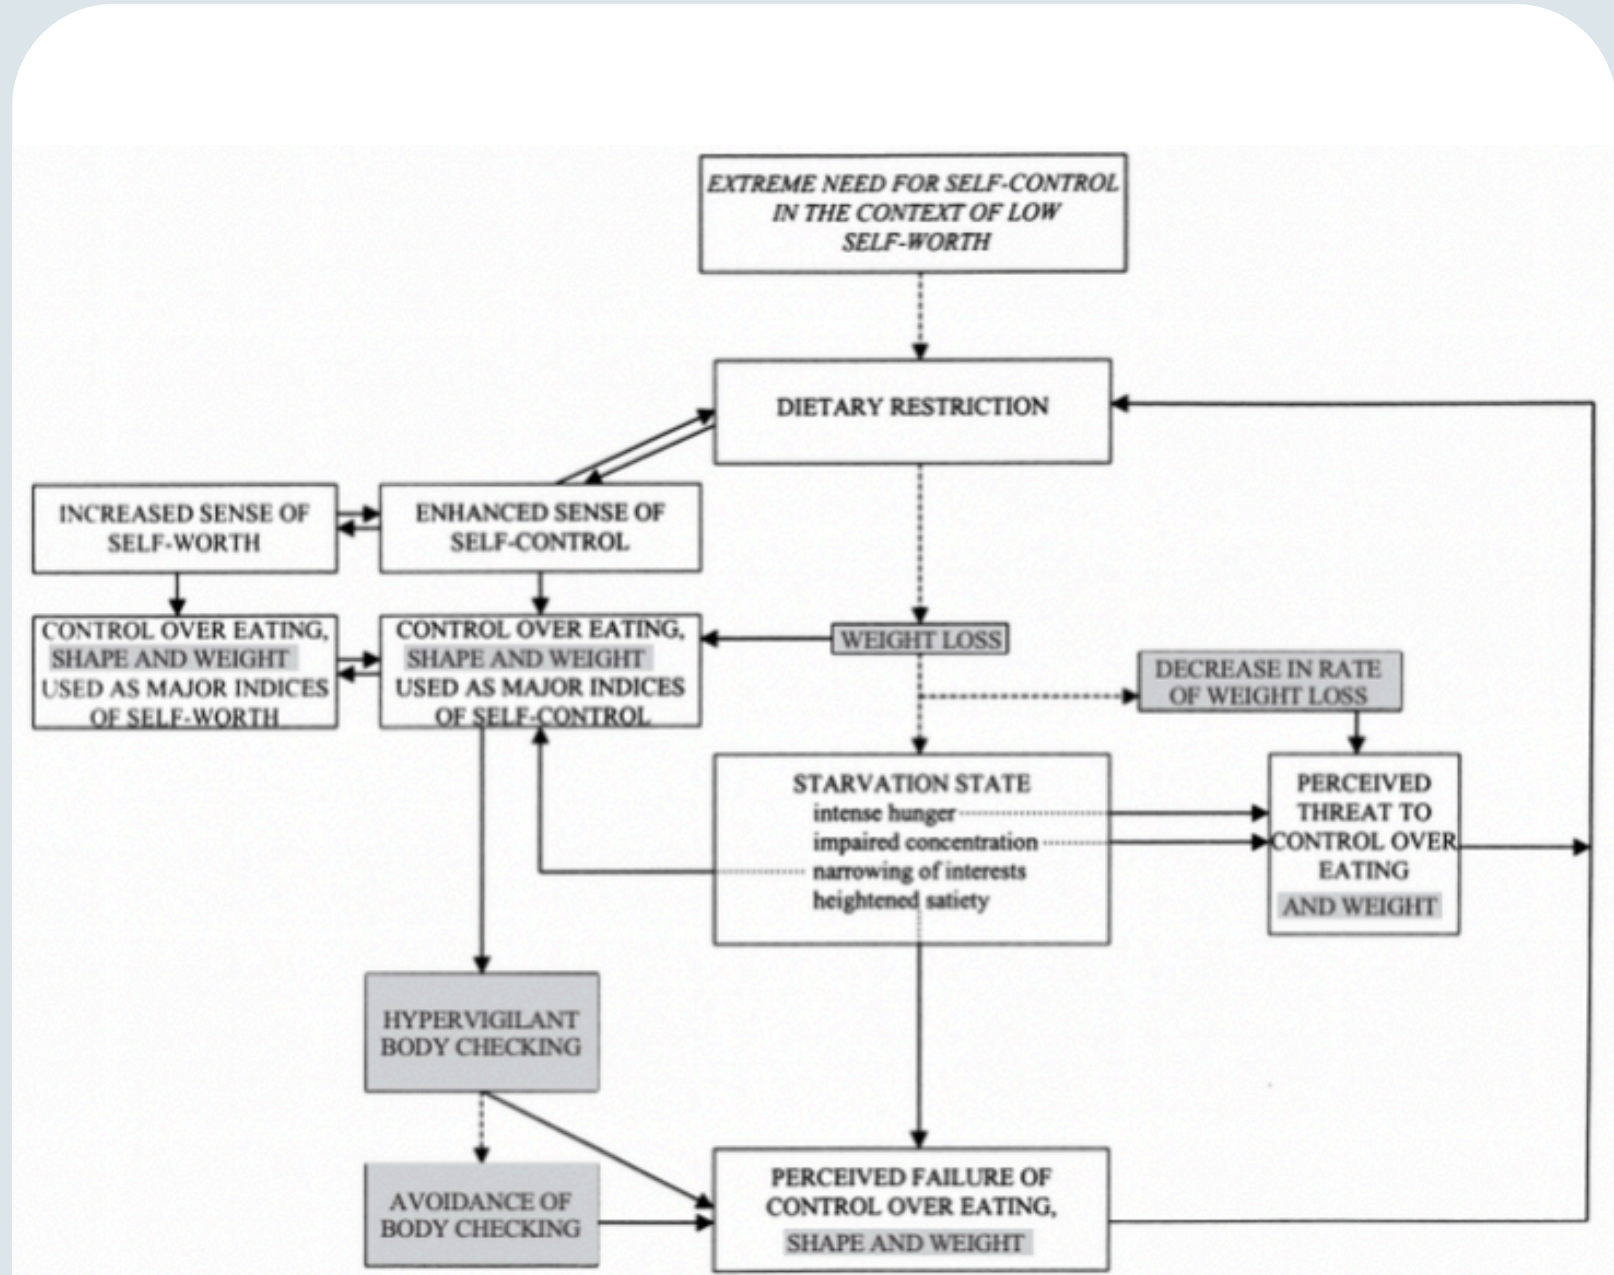 EXTREME NEED FOR SELF-CONTROL
IN THE CONTEXT OF LOW
SELF-WORTH
DIETARY RESTRICTION
INCREASED SENSE OF
SELF-WORTH
ENHANCED SENSE OF
SELF-CONTROL
CONTROL OVER EATING,
SHAPE AND WEIGHT
USED AS MAJOR INDICES
OF SELF-WORTH
CONTROL OVER EATING,
SHAPE AND WEIGHT
USED AS MAJOR INDICES
OF SELF-CONTROL
WEIGHT LOSS
DECREASE IN RATE
OF WEIGHT LOSS
STARVATION STATE
intense hunger
impaired concentration
narrowing of interests
heightened satiety
PERCEIVED
THREAT TO
CONTROL OVER
EATING
AND WEIGHT
HYPERVIGILANT
BODY CHECKING
AVOIDANCE OF
BODY CHECKING
PERCEIVED FAILURE OF
CONTROL OVER EATING,
SHAPE AND WEIGHT